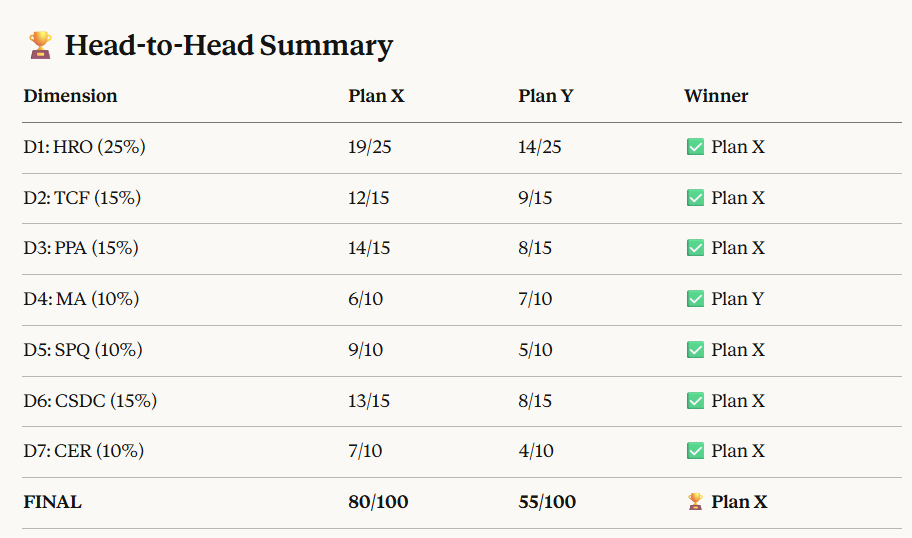 🏆 Head-to-Head Summary
Dimension Plan X Plan Y Winner
D1: HRO (25%) 19/25 14/25 ✅ Plan X
D2: TCF (15%) 12/15 9/15 ✅ Plan X
D3: PPA (15%) 14/15 8/15 ✅ Plan X
D4: MA (10%) 6/10 7/10 ✅ Plan Y
D5: SPQ (10%) 9/10 5/10 ✅ Plan X
D6: CSDC (15%) 13/15 8/15 ✅ Plan X
D7: CER (10%) 7/10 4/10 ✅ Plan X
FINAL 80/100 55/100 🏆 Plan X